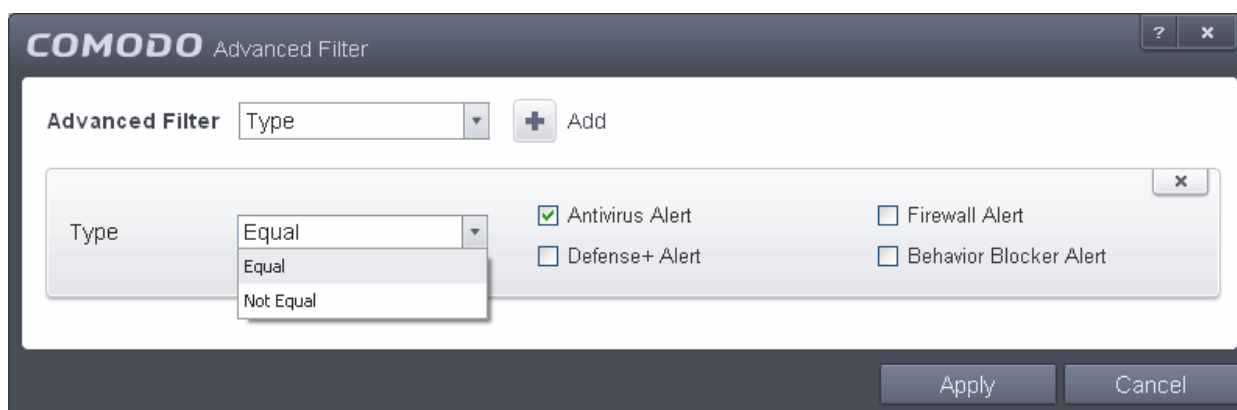 COMODO Advanced Filter ? x
Advanced Filter Type + Add
x
Type Equal Antivirus Alert Firewall Alert
Equal Defense+ Alert Behavior Blocker Alert
Not Equal
Apply Cancel